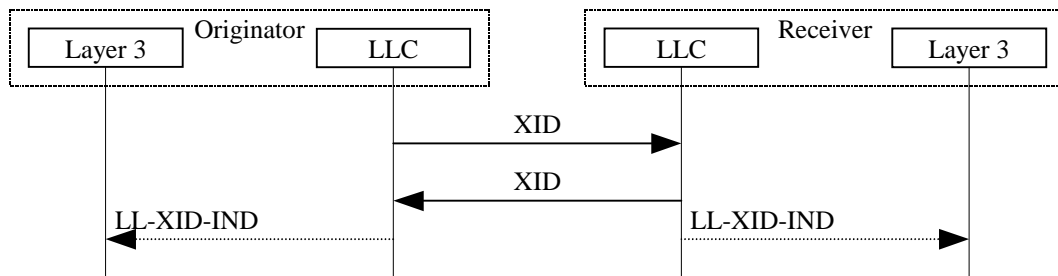 Originator
Receiver
Layer 3
LLC
LLC
Layer 3
XID
XID
LL-XID-IND
LL-XID-IND